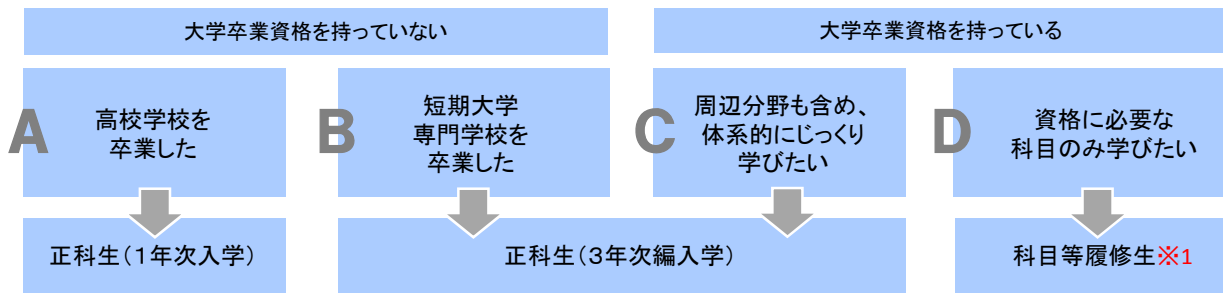 大学卒業資格を持っていない
大学卒業資格を持っている
A
高校学校を
卒業した
B
短期大学
専門学校を
卒業した
C
周辺分野も含め、
体系的にじっくり
学びたい
D
資格に必要な
科目のみ学びたい
正科生（１年次入学）
正科生（３年次編入学）
科目等履修生※1